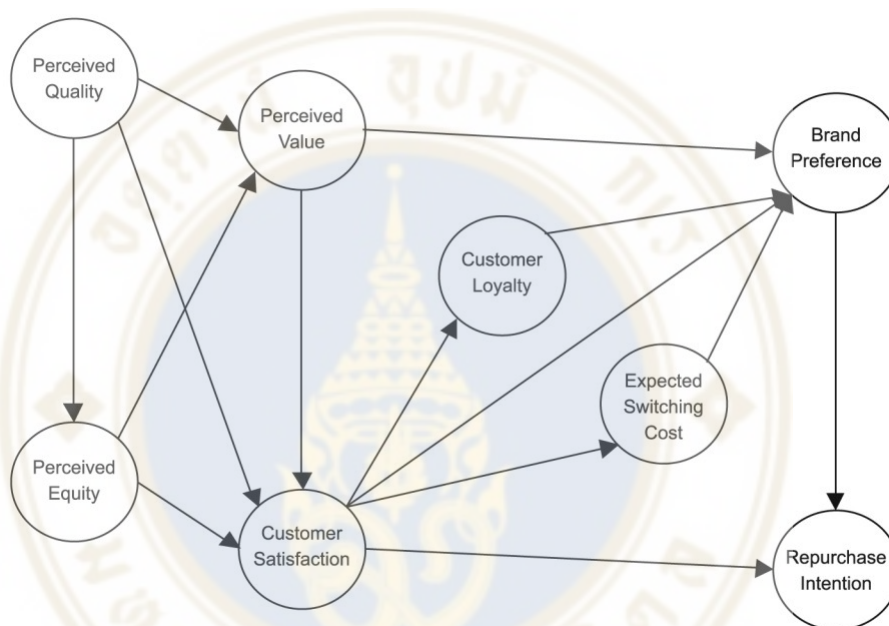 Perceived
Quality
Perceived
Value
Brand
Preference
Customer
Loyalty
Expected
Switching
Cost
Perceived
Equity
Customer
Satisfaction
Repurchase
Intention